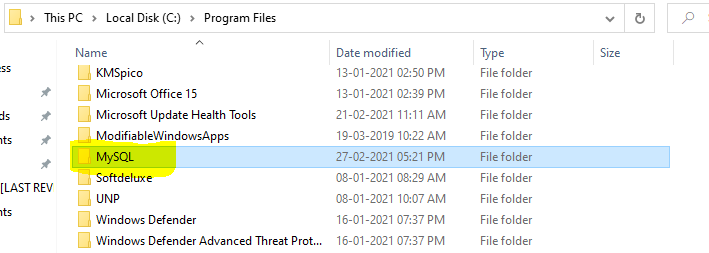 This PC > Local Disk (C:) > Program Files
Name Date modified Type Size
KMSpico 13-01-2021 02:50 PM File folder
Microsoft Office 15 13-01-2021 02:39 PM File folder
Microsoft Update Health Tools 21-02-2021 11:11 AM File folder
ModifiableWindowsApps 19-03-2019 10:22 AM File folder
MySQL 27-02-2021 05:21 PM File folder
Softdeluxe 08-01-2021 08:29 AM File folder
[LAST REV
UNP 08-01-2021 10:07 AM File folder
nts
Windows Defender 16-01-2021 07:37 PM File folder
Windows Defender Advanced Threat Prot... 16-01-2021 07:37 PM File folder